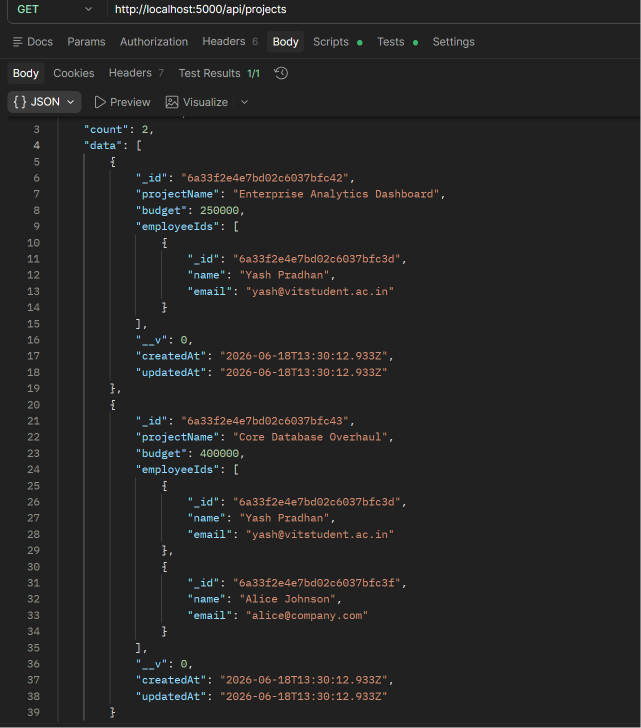 GET http://localhost:5000/api/projects
Docs Params Authorization Headers 6 Body Scripts Tests Settings
Body Cookies Headers 7 Test Results 1/1
{} JSON Preview Visualize
3 "count": 2,
4 "data": [
5 {
6 "_id": "6a33f2e4e7bd02c6037bfc42",
7 "projectName": "Enterprise Analytics Dashboard",
8 "budget": 250000,
9 "employeeIds": [
10 {
11 "_id": "6a33f2e4e7bd02c6037bfc3d",
12 "name": "Yash Pradhan",
13 "email": "yash@vitstudent.ac.in"
14 }
15 ],
16 "__v": 0,
17 "createdAt": "2026-06-18T13:30:12.933Z",
18 "updatedAt": "2026-06-18T13:30:12.933Z"
19 },
20 {
21 "_id": "6a33f2e4e7bd02c6037bfc43",
22 "projectName": "Core Database Overhaul",
23 "budget": 400000,
24 "employeeIds": [
25 {
26 "_id": "6a33f2e4e7bd02c6037bfc3d",
27 "name": "Yash Pradhan",
28 "email": "yash@vitstudent.ac.in"
29 },
30 {
31 "_id": "6a33f2e4e7bd02c6037bfc3f",
32 "name": "Alice Johnson",
33 "email": "alice@company.com"
34 }
35 ],
36 "__v": 0,
37 "createdAt": "2026-06-18T13:30:12.933Z",
38 "updatedAt": "2026-06-18T13:30:12.933Z"
39 }